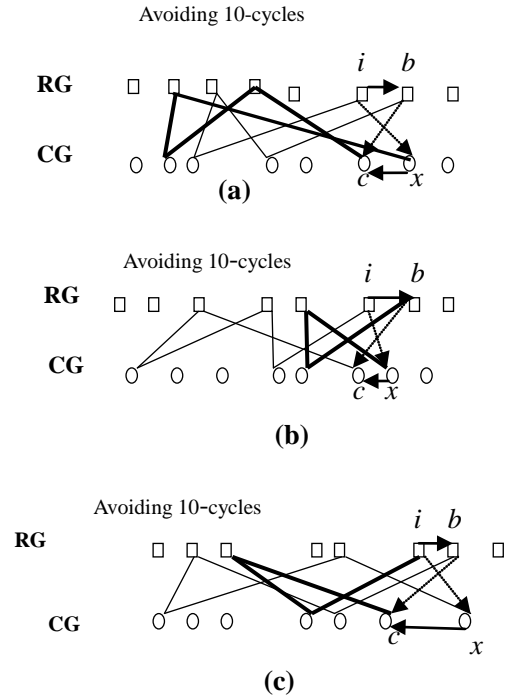 Avoiding 10-cycles
i b
RG
CG
c x
(a)
Avoiding 10-cycles
i b
RG
CG
c x
(b)
Avoiding 10-cycles
i b
RG
CG
c
x
(c)